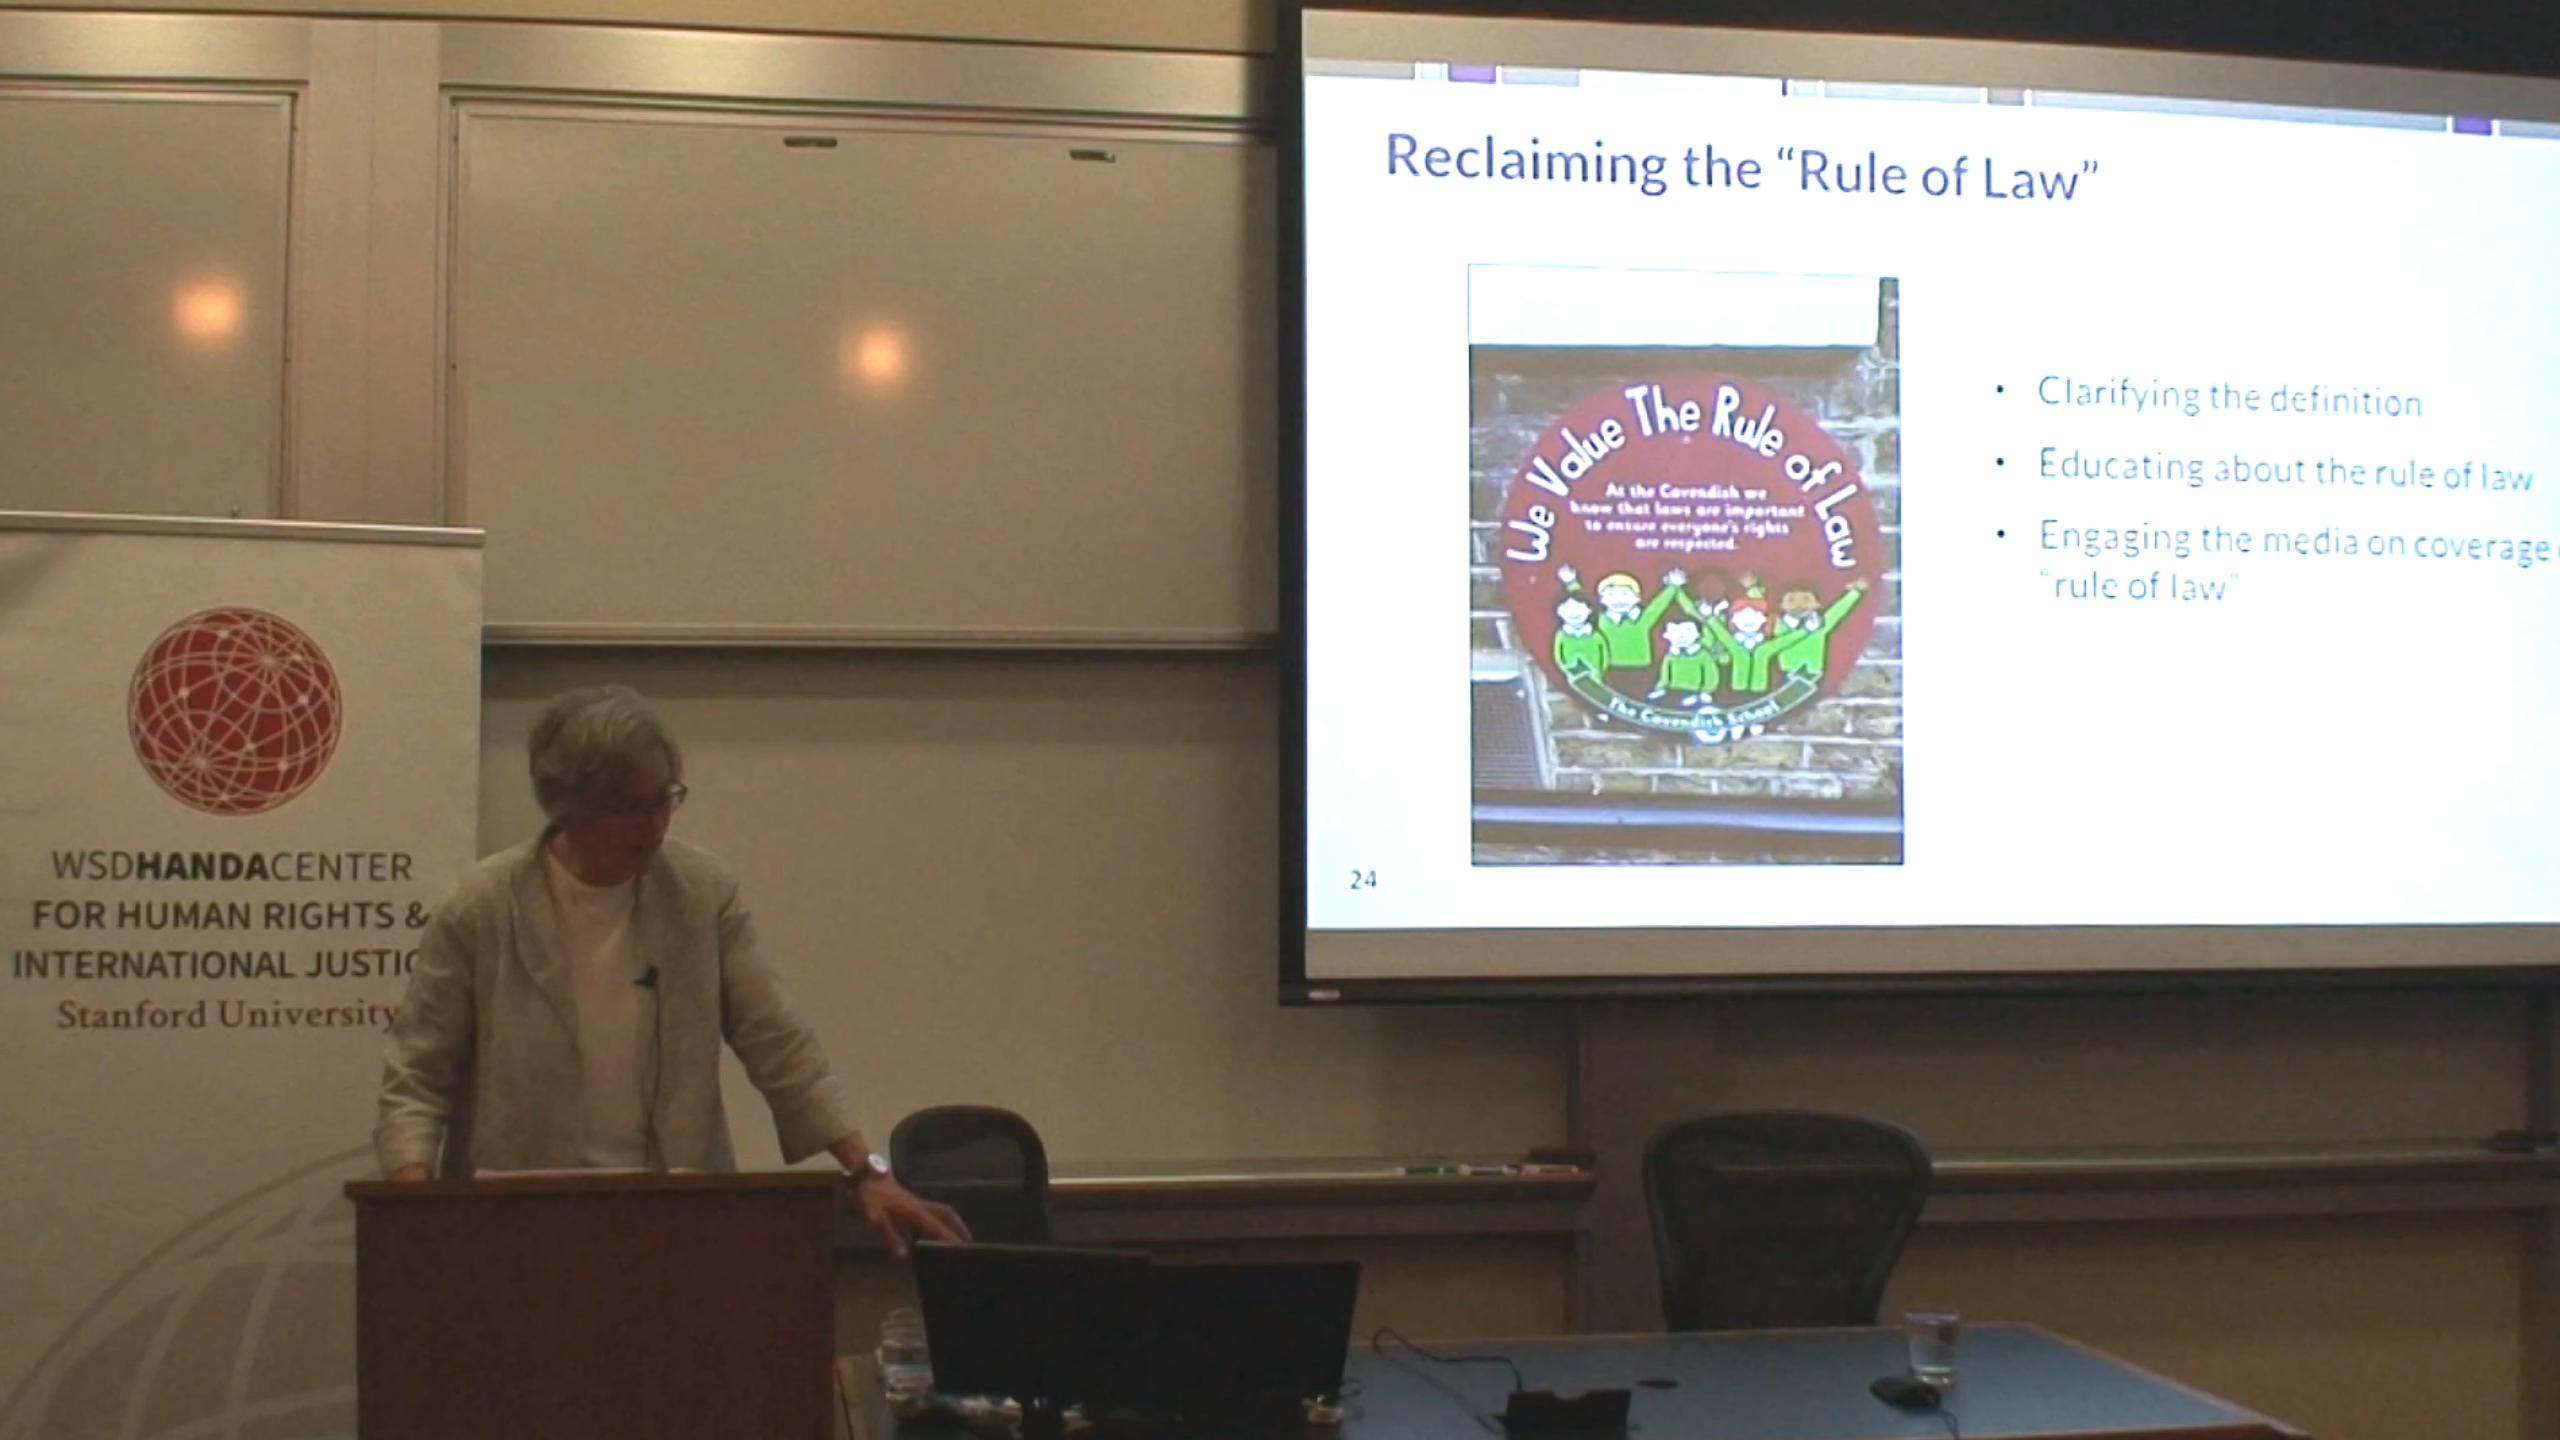 Reclaiming the “Rule of Law”
We Value The Rule of Law
At the Cavendish we
know that laws are important
to ensure everyone's rights
are respected.
The Cavendish School
• Clarifying the definition
• Educating about the rule of law
• Engaging the media on coverage
“rule of law”
24
WSDHANDACENTER
FOR HUMAN RIGHTS &
INTERNATIONAL JUSTIC
Stanford University